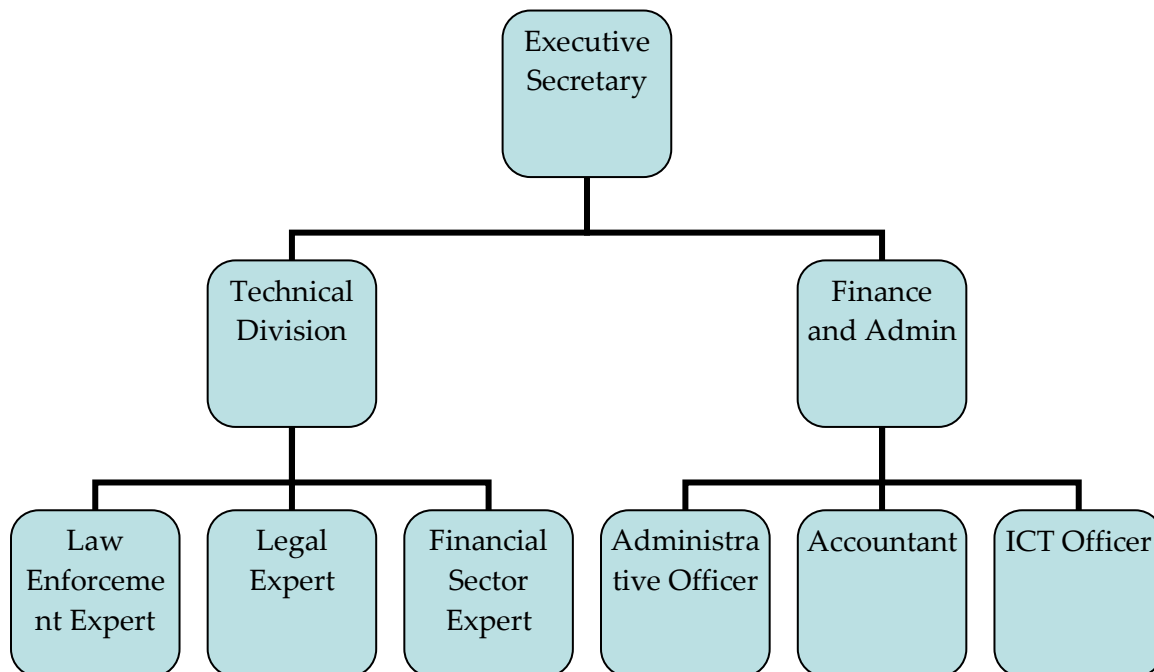 Executive
Secretary
Technical
Division
Finance
and Admin
Law
Enforceme
nt Expert
Legal
Expert
Financial
Sector
Expert
Administra
tive Officer
Accountant
ICT Officer